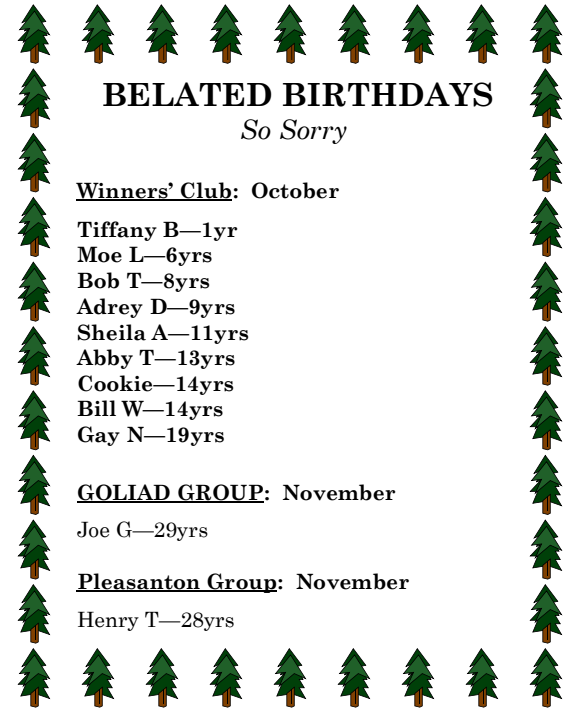 BELATED BIRTHDAYS
So Sorry
Winners’ Club:  October
Tiffany B—1yr
Moe L—6yrs
Bob T—8yrs
Adrey D—9yrs
Sheila A—11yrs
Abby T—13yrs
Cookie—14yrs
Bill W—14yrs
Gay N—19yrs
GOLIAD GROUP:  November
Joe G—29yrs
Pleasanton Group:  November
Henry T—28yrs